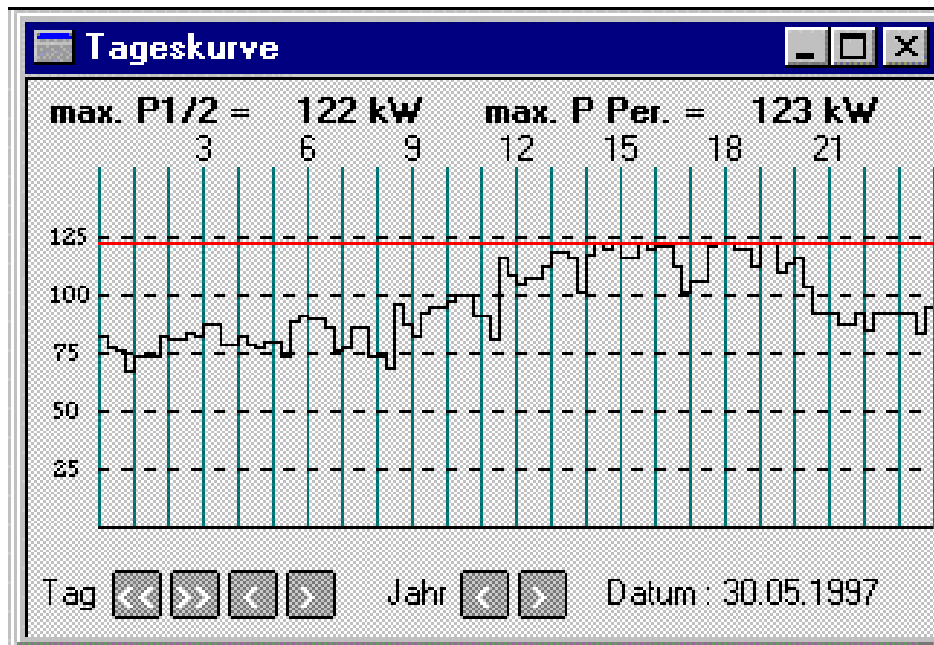 Tageskurve
max. P1/2 = 122 kW max. P Per. = 123 kW
3 6 9 12 15 18 21
125
100
75
50
25
Tag << >> < > Jahr < > Datum : 30.05.1997